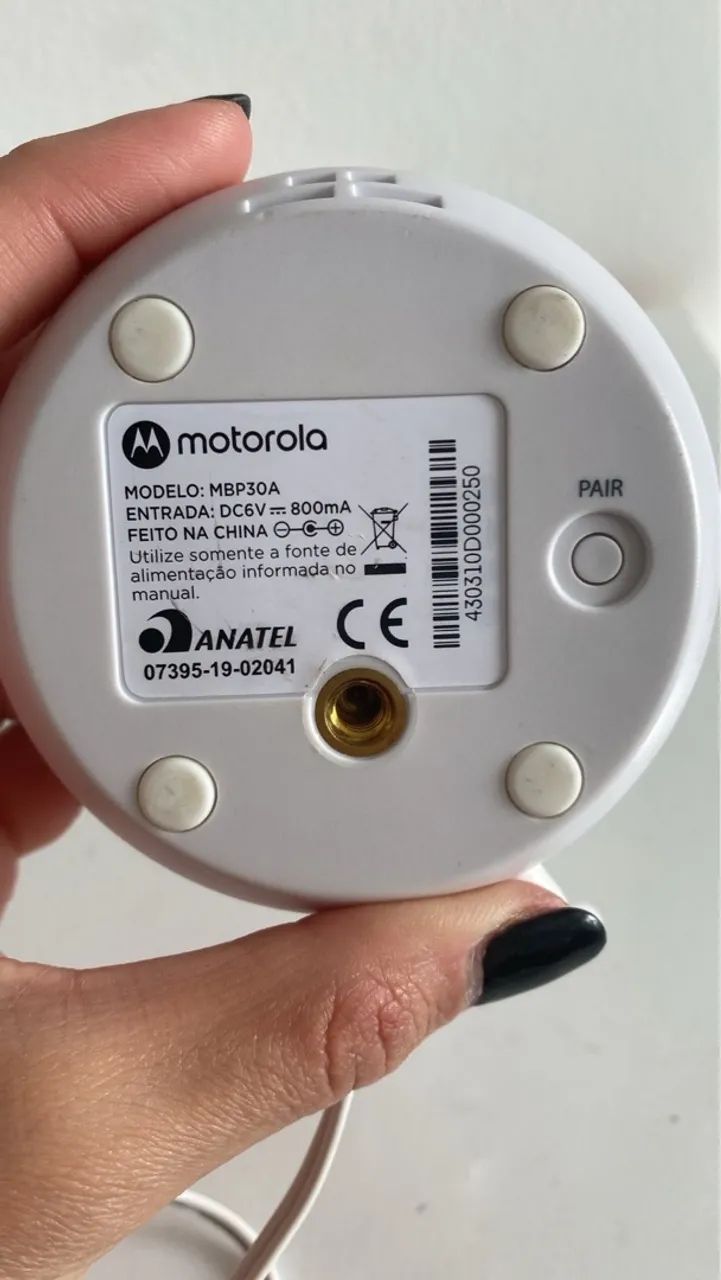 motorola
MODELO: MBP30A
ENTRADA: DC6V⎓800mA
FEITO NA CHINA
Utilize somente a fonte de
alimentação informada no
manual.
ANATEL
07395-19-02041
CE
430310D000250
PAIR